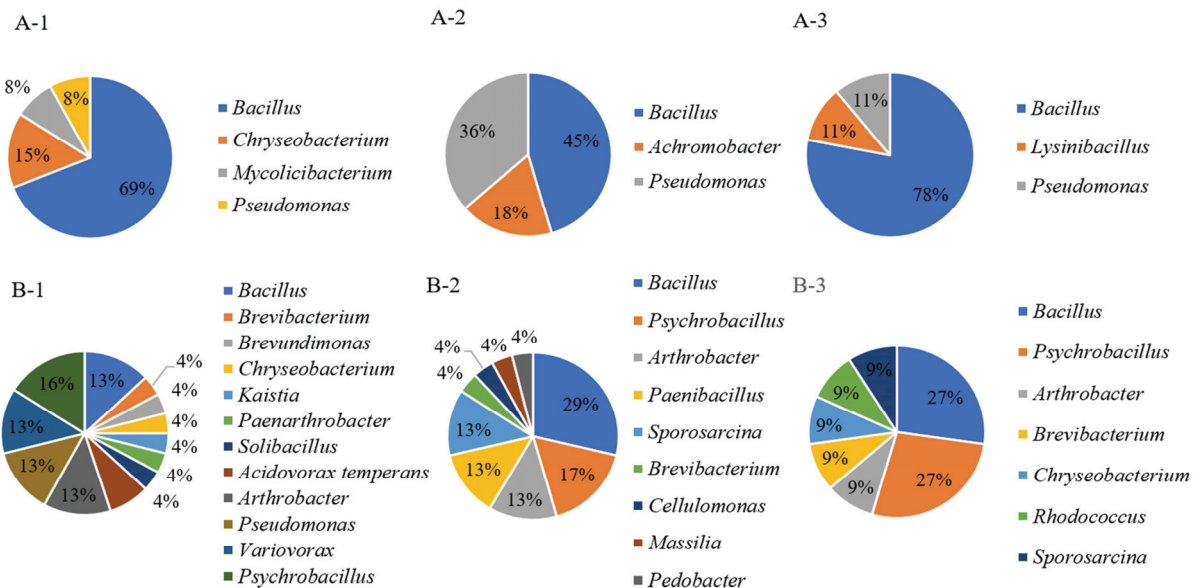 A-1
8%
8%
15%
69%
Bacillus
Chryseobacterium
Mycolicibacterium
Pseudomonas
A-2
36%
45%
18%
Bacillus
Achromobacter
Pseudomonas
A-3
11%
11%
78%
Bacillus
Lysinibacillus
Pseudomonas
B-1
16%
13%
4%
4%
4%
4%
4%
4%
13%
13%
13%
Bacillus
Brevibacterium
Brevundimonas
Chryseobacterium
Kaistia
Paenarthrobacter
Solibacillus
Acidovorax temperans
Arthrobacter
Pseudomonas
Variovorax
Psychrobacillus
B-2
4%
4%
4%
4%
29%
13%
17%
13%
13%
Bacillus
Psychrobacillus
Arthrobacter
Paenibacillus
Sporosarcina
Brevibacterium
Cellulomonas
Massilia
Pedobacter
B-3
9%
27%
9%
9%
9%
27%
9%
Bacillus
Psychrobacillus
Arthrobacter
Brevibacterium
Chryseobacterium
Rhodococcus
Sporosarcina